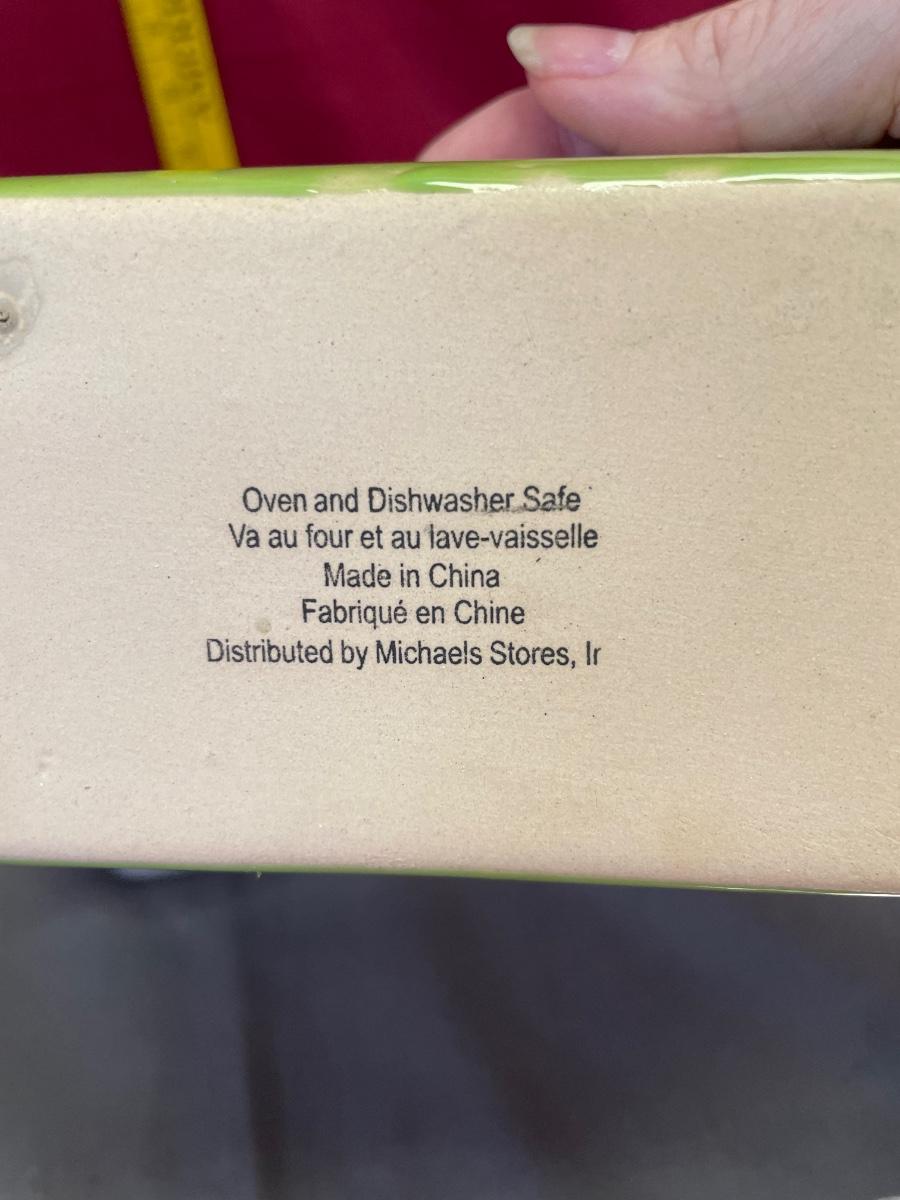 Oven and Dishwasher Safe
Va au four et au lave-vaisselle
Made in China
Fabriqué en Chine
Distributed by Michaels Stores, Ir